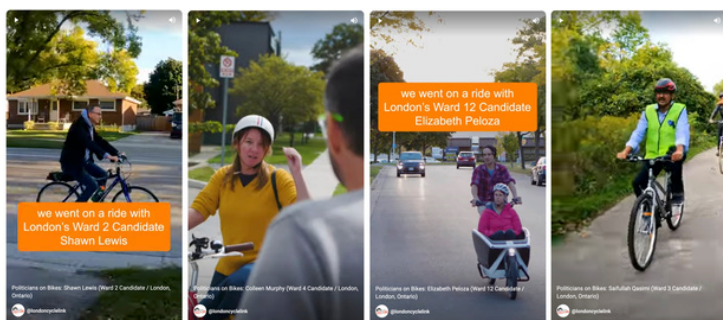 we went on a ride with
London's Ward 2 Candidate
Shawn Lewis
Politicians on Bikes: Shawn Lewis (Ward 2 Candidate / London,
Ontario)
@londoncyclelink
Politicians on Bikes: Colleen Murphy (Ward 4 Candidate / London,
Ontario)
@londoncyclelink
we went on a ride with
London's Ward 12 Candidate
Elizabeth Peloza
Politicians on Bikes: Elizabeth Peloza (Ward 12 Candidate /
London, Ontario)
@londoncyclelink
Politicians on Bikes: Saifullah Qasimi (Ward 3 Candidate /
London, Ontario)
@londoncyclelink